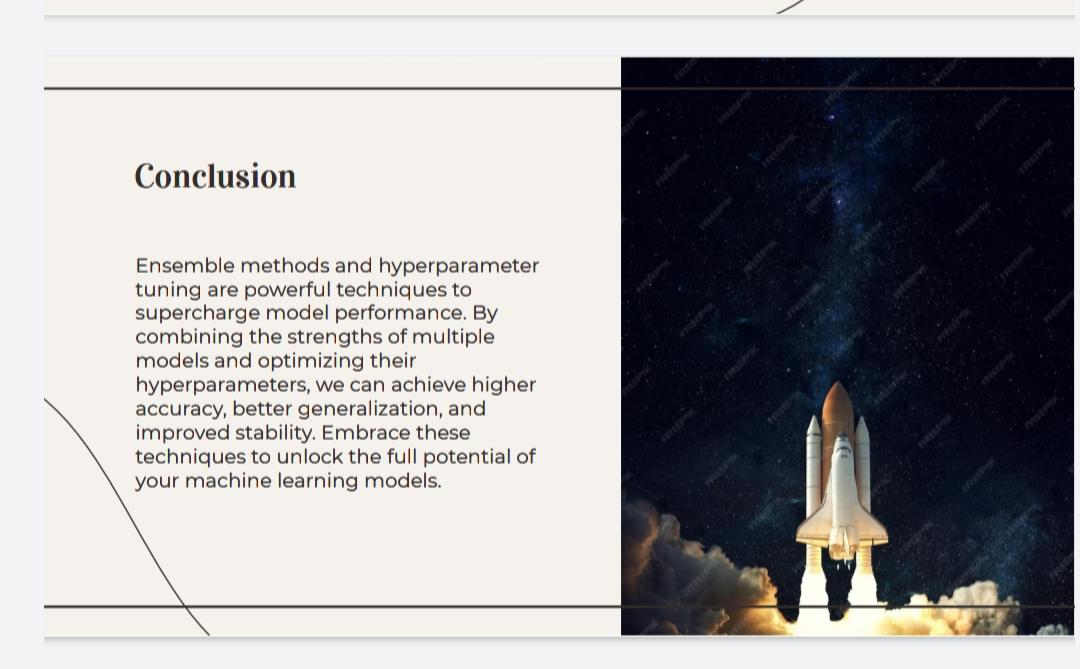 Conclusion
Ensemble methods and hyperparameter
tuning are powerful techniques to
supercharge model performance. By
combining the strengths of multiple
models and optimizing their
hyperparameters, we can achieve higher
accuracy, better generalization, and
improved stability. Embrace these
techniques to unlock the full potential of
your machine learning models.